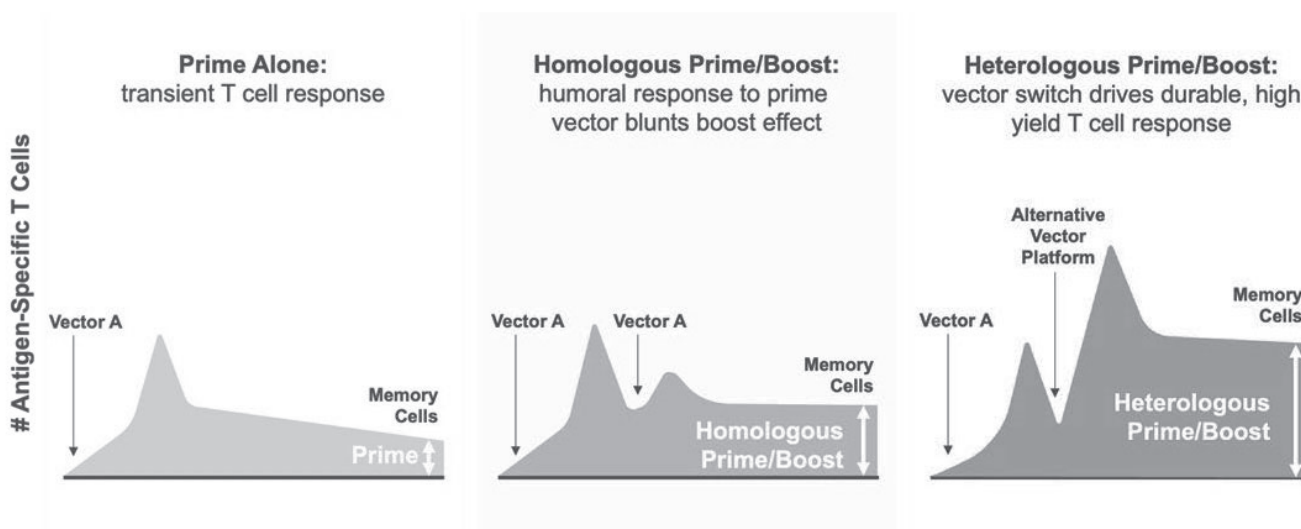 # Antigen-Specific T Cells
Prime Alone:
transient T cell response
Vector A
Memory
Cells
Prime
Homologous Prime/Boost:
humoral response to prime
vector blunts boost effect
Vector A
Vector A
Memory
Cells
Homologous
Prime/Boost
Heterologous Prime/Boost:
vector switch drives durable, high
yield T cell response
Alternative
Vector
Platform
Vector A
Memory
Cells
Heterologous
Prime/Boost